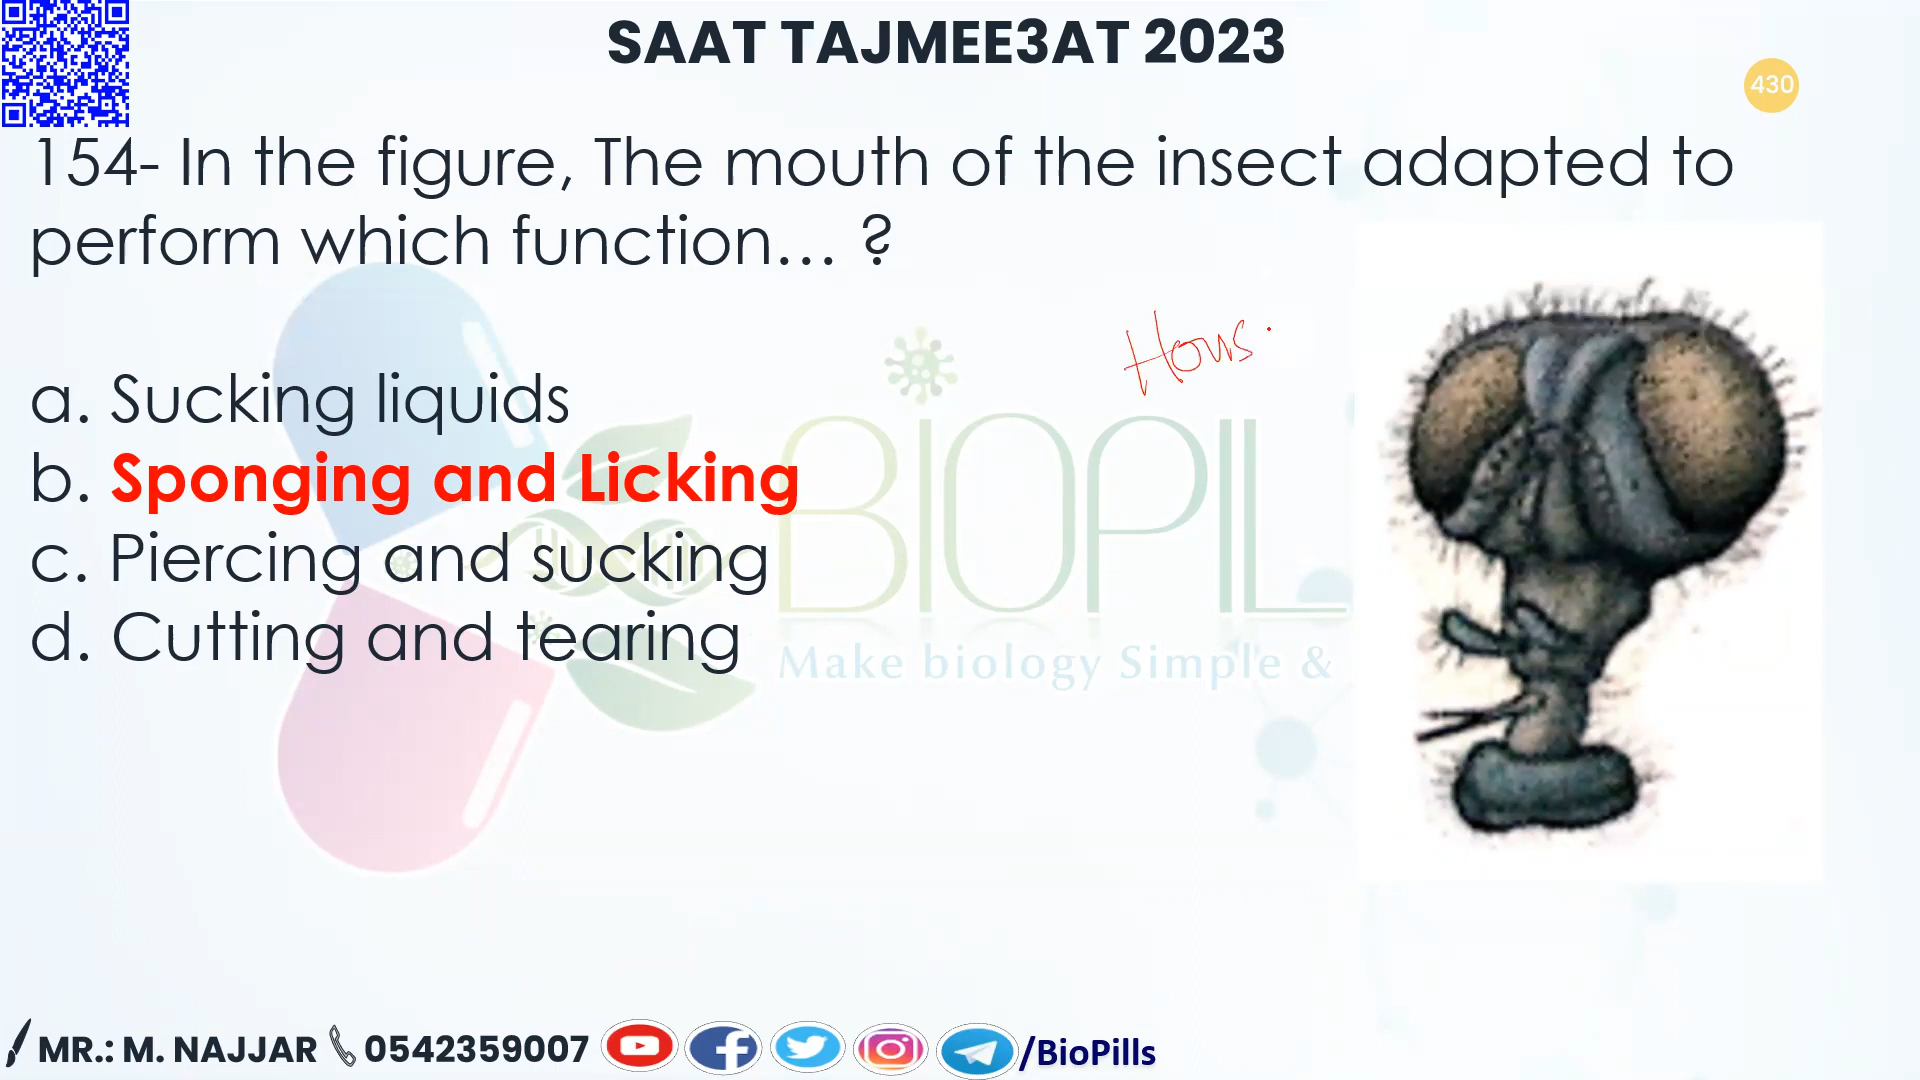 SAAT TAJMEE3AT 2023
430
154- In the figure, The mouth of the insect adapted to
perform which function... ?
Hous
a. Sucking liquids
b. Sponging and Licking
c. Piercing and sucking
d. Cutting and tearing
BIOPIL
Make biology Simple &
MR.: M. NAJJAR 0542359007 /BioPills